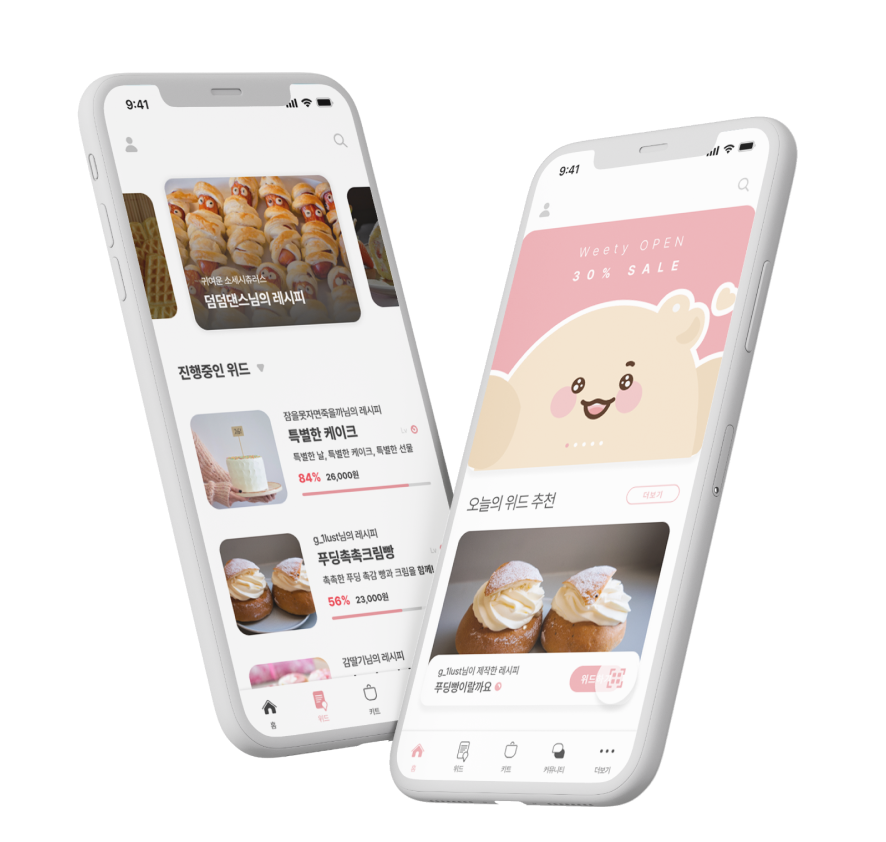 9:41
귀여운 소세시츄러스
덤덤댄스님의 레시피
진행중인 위드
잠을못자면죽을까님의 레시피
특별한 케이크
특별한 날, 특별한 케이크, 특별한 선물
84% 26,000원
g_1lust님의 레시피
푸딩촉촉크림빵
촉촉한 푸딩 촉감 빵과 크림을 함께
56% 23,000원
감딸기님의 레시피
홈
위드
키트
9:41
Weety OPEN
30% SALE
오늘의 위드 추천
더보기
g_1lust님이 제작한 레시피
푸딩빵이랄까요
위드
홈
위드
키트
커뮤니티
더보기